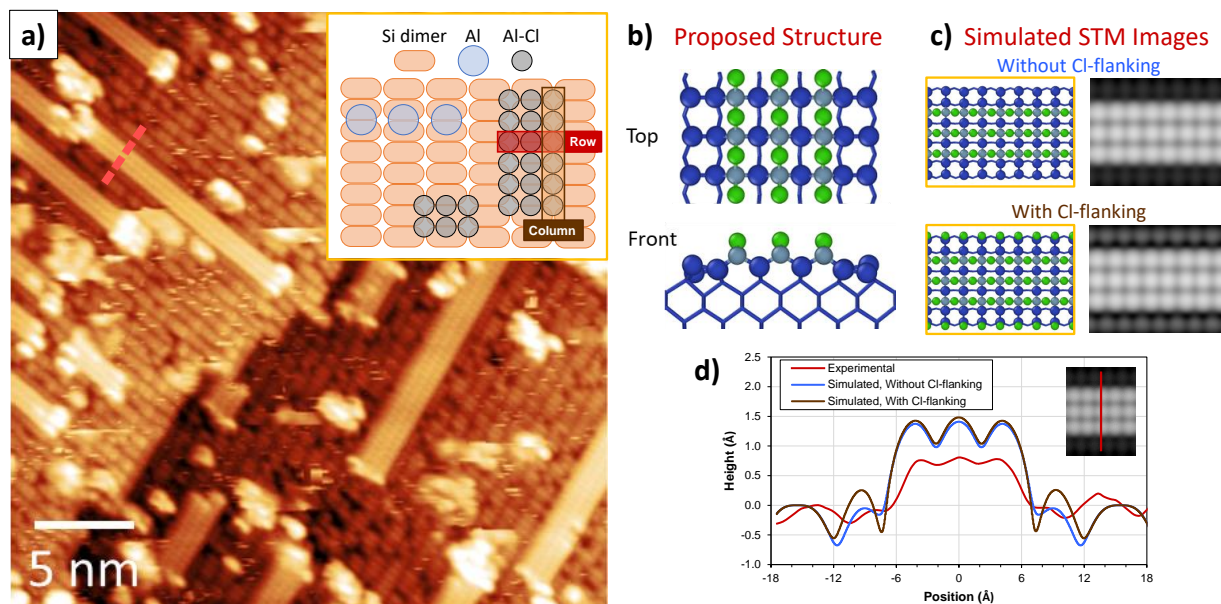 a)
Si dimer Al Al-Cl
Row
Column
5 nm
b) Proposed Structure
Top
Front
c) Simulated STM Images
Without Cl-flanking
With Cl-flanking
d)
Experimental
Simulated, Without Cl-flanking
Simulated, With Cl-flanking
Height (Å)
2.5
2.0
1.5
1.0
0.5
0.0
-0.5
-1.0
-18 -12 -6 0 6 12 18
Position (Å)